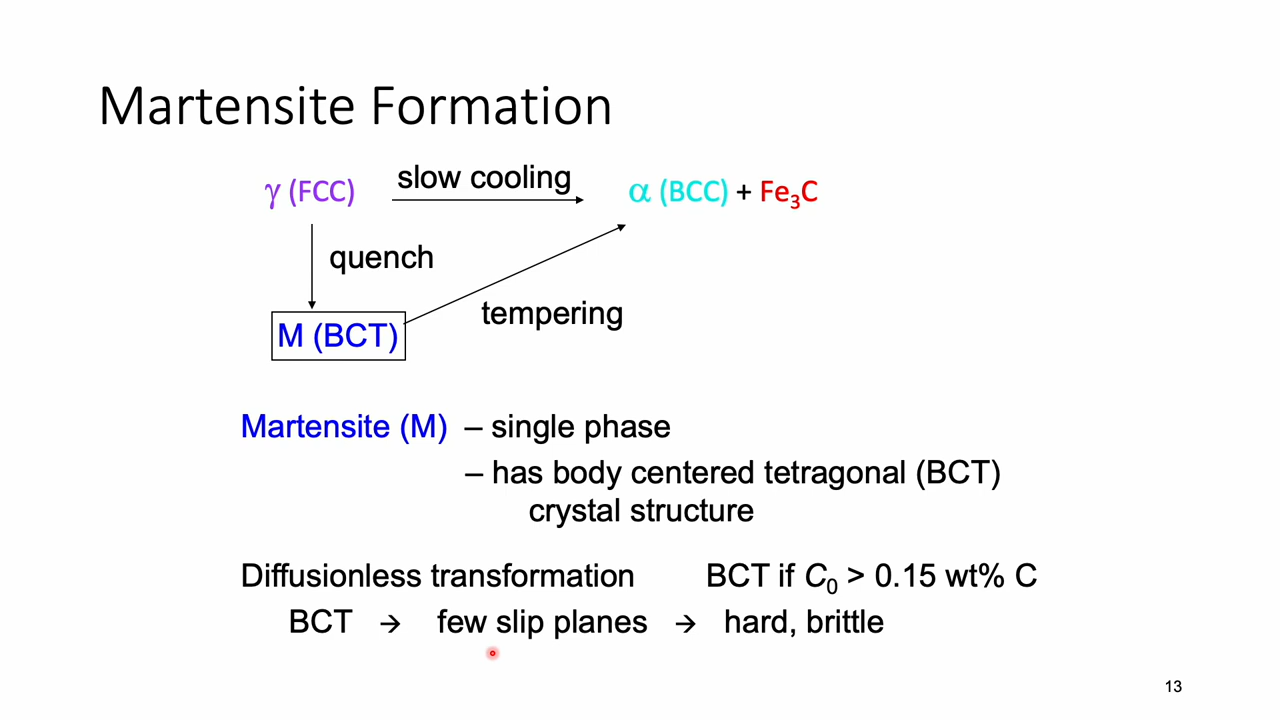 Martensite Formation
γ (FCC) slow cooling α (BCC) + Fe₃C
quench
tempering
M (BCT)
Martensite (M) – single phase
– has body centered tetragonal (BCT)
crystal structure
Diffusionless transformation BCT if C₀ > 0.15 wt% C
BCT → few slip planes → hard, brittle
13